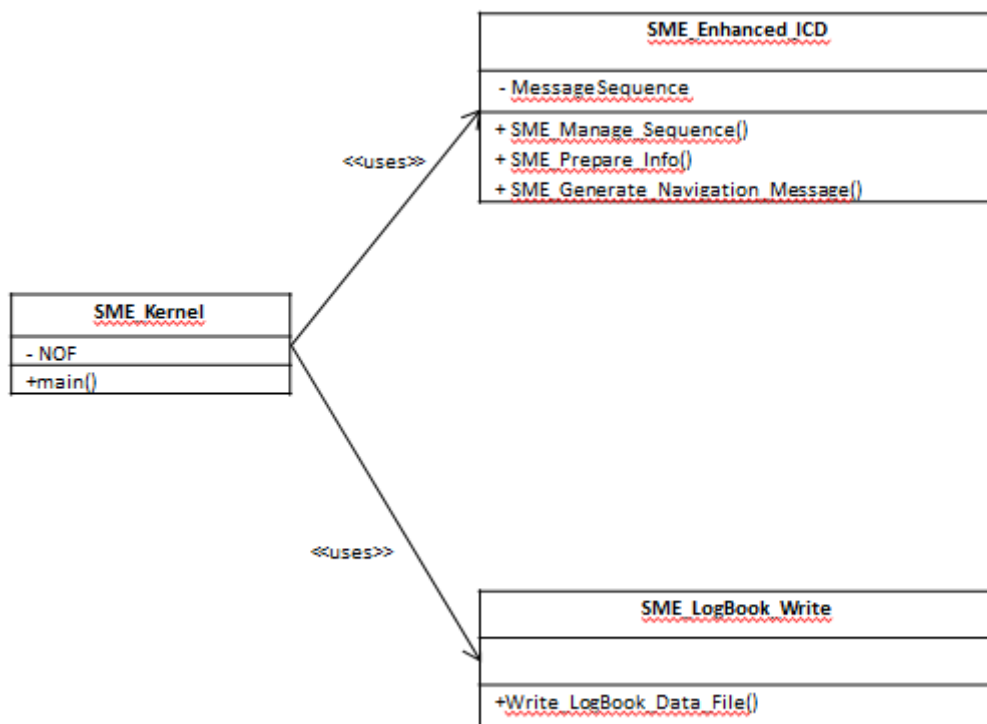 SME_Enhanced_ICD
- MessageSequence
+ SME_Manage_Sequence()
+ SME_Prepare_Info()
+ SME_Generate_Navigation_Message()
<<uses>>
SME_Kernel
- NOF
+main()
<<uses>>
SME_LogBook_Write
+Write_LogBook_Data_File()